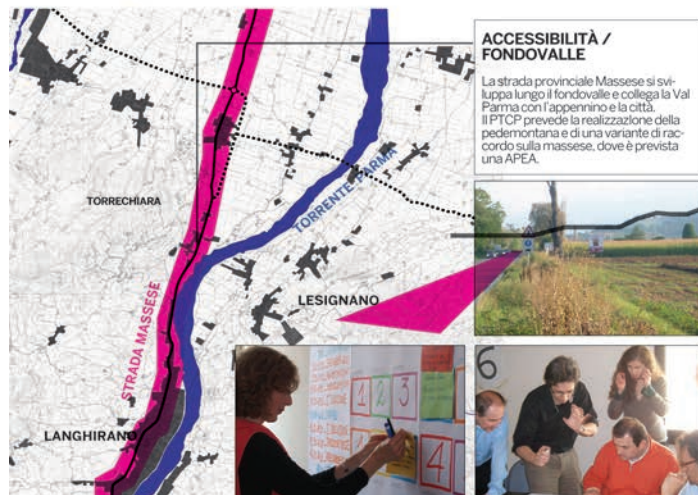 ACCESSIBILITÀ /
FONDOVALLE
La strada provinciale Massese si svi-
luppa lungo il fondovalle e collega la Val
Parma con l'appennino e la città.
Il PTCP prevede la realizzazione della
pedemontana e di una variante di rac-
cordo sulla massese, dove è prevista
una APEA.
TORRECHIARA
TORRENTE PARMA
STRADA MASSESE
LESIGNANO
LANGHIRANO
1
2
3
4
6